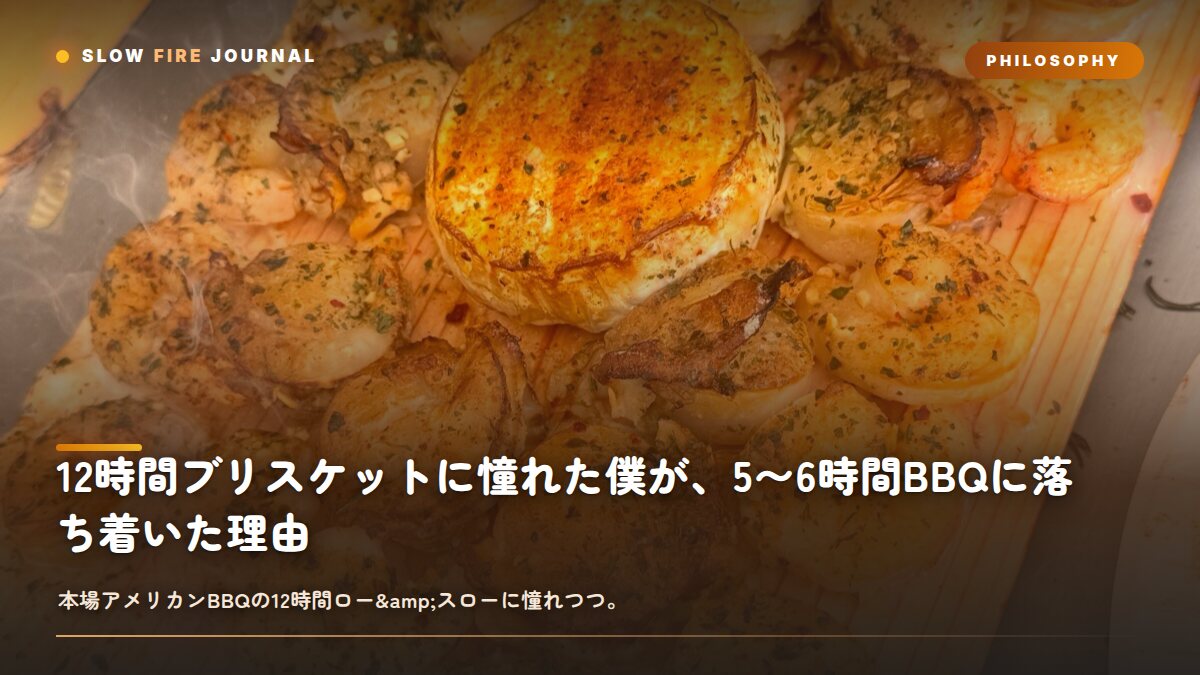 SLOW FIRE JOURNAL
PHILOSOPHY
12時間ブリスケットに憧れた僕が、5〜6時間BBQに落
ち着いた理由
本場アメリカンBBQの12時間ロー&amp;スローに憧れつつ。